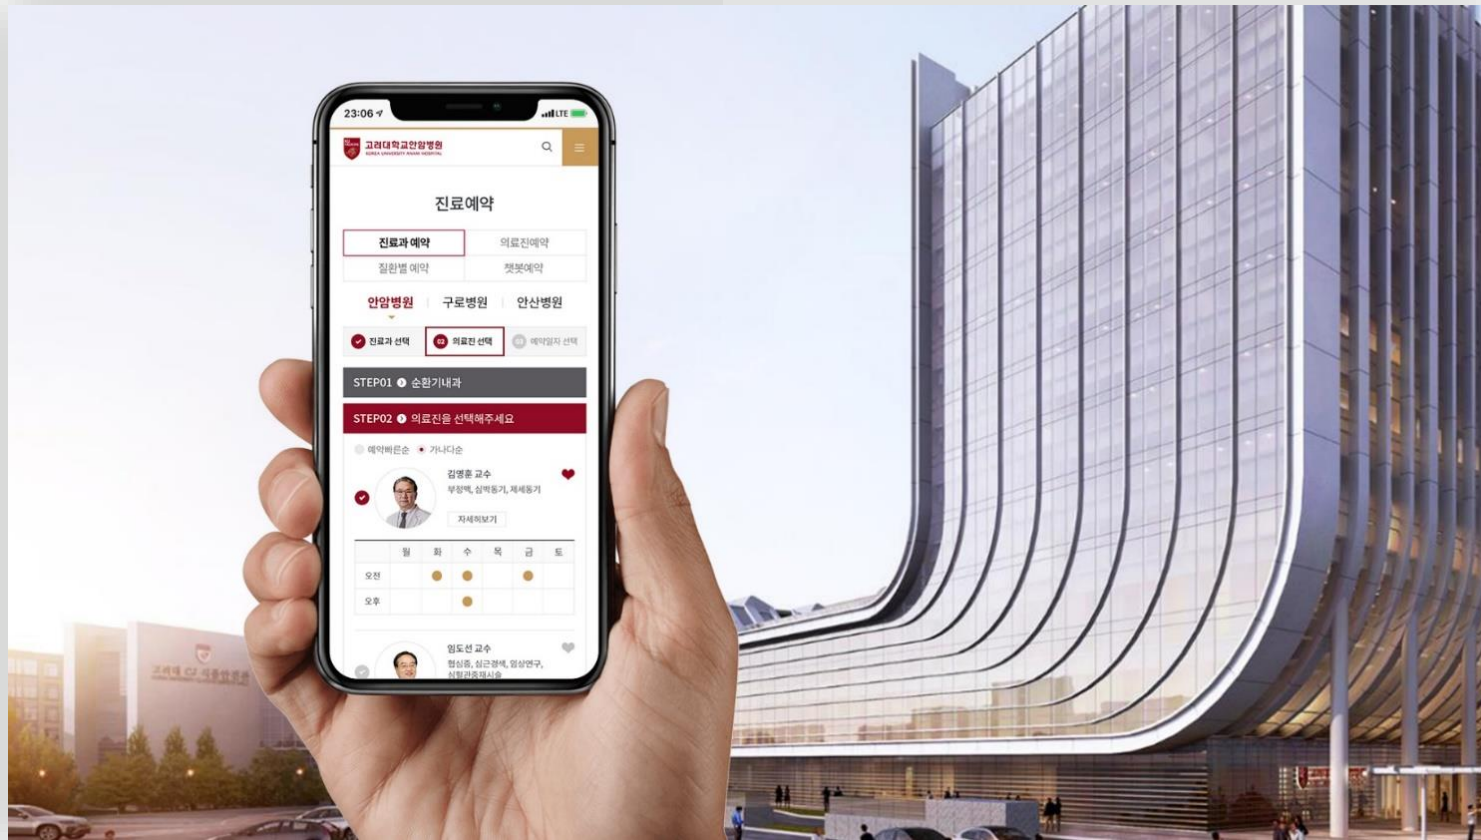 23:06
LTE
고려대학교안암병원
KOREA UNIVERSITY ANAM HOSPITAL
진료예약
진료과 예약
의료진예약
질환별 예약
챗봇예약
안암병원
구로병원
안산병원
진료과 선택
02 의료진 선택
03 예약일자 선택
STEP01 순환기내과
STEP02 의료진을 선택해주세요
예약빠른순 가나다순
김영훈 교수
부정맥, 심박동기, 제세동기
자세히보기
월 화 수 목 금 토
오전
오후
임도선 교수
협심증, 심근경색, 임상연구,
심혈관중재시술